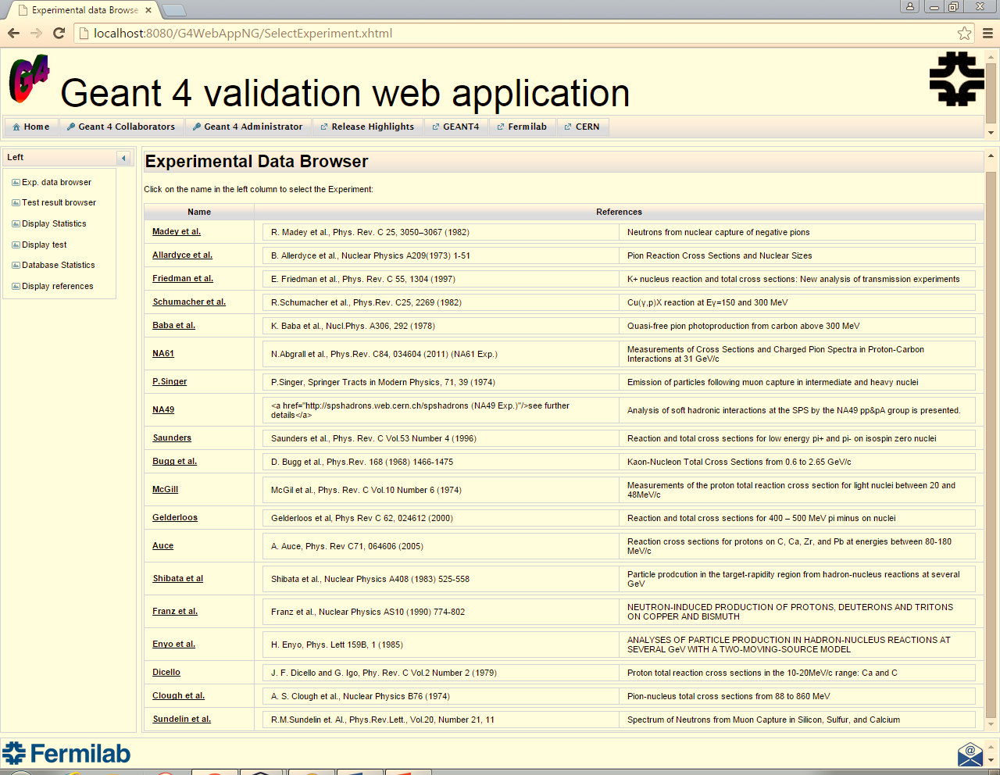 Experimental data Browse
localhost:8080/G4WebAppNG/SelectExperiment.xhtml
G4
Geant 4 validation web application
Home Geant 4 Collaborators Geant 4 Administrator Release Highlights GEANT4 Fermilab CERN
Left
Exp. data browser
Test result browser
Display Statistics
Display test
Database Statistics
Display references
Experimental Data Browser
Click on the name in the left column to select the Experiment:
Name References
Madey et al. R. Madey et al., Phys. Rev. C 25, 3050–3067 (1982) Neutrons from nuclear capture of negative pions
Allardyce et al. B. Allerdyce et al., Nuclear Physics A209(1973) 1-51 Pion Reaction Cross Sections and Nuclear Sizes
Friedman et al. E. Friedman et al., Phys. Rev. C 55, 1304 (1997) K+ nucleus reaction and total cross sections: New analysis of transmission experiments
Schumacher et al. R.Schumacher et al., Phys.Rev. C25, 2269 (1982) Cu(γ,p)X reaction at Eγ=150 and 300 MeV
Baba et al. K. Baba et al., Nucl.Phys. A306, 292 (1978) Quasi-free pion photoproduction from carbon above 300 MeV
NA61 N.Abgrall et al., Phys.Rev. C84, 034604 (2011) (NA61 Exp.) Measurements of Cross Sections and Charged Pion Spectra in Proton-Carbon
Interactions at 31 GeV/c
P.Singer P.Singer, Springer Tracts in Modern Physics, 71, 39 (1974) Emission of particles following muon capture in intermediate and heavy nuclei
NA49 <a href="http://spshadrons.web.cern.ch/spshadrons (NA49 Exp.)"/>see further
details</a> Analysis of soft hadronic interactions at the SPS by the NA49 pp&pA group is presented.
Saunders Saunders et al., Phys. Rev. C Vol.53 Number 4 (1996) Reaction and total cross sections for low energy pi+ and pi- on isospin zero nuclei
Bugg et al. D. Bugg et al., Phys.Rev. 168 (1968) 1466-1475 Kaon-Nucleon Total Cross Sections from 0.6 to 2.65 GeV/c
McGill McGil et al., Phys. Rev. C Vol.10 Number 6 (1974) Measurements of the proton total reaction cross section for light nuclei between 20 and
48MeV/c
Gelderloos Gelderloos et al, Phys Rev C 62, 024612 (2000) Reaction and total cross sections for 400 – 500 MeV pi minus on nuclei
Auce A. Auce, Phys. Rev C71, 064606 (2005) Reaction cross sections for protons on C, Ca, Zr, and Pb at energies between 80-180
MeV/c
Shibata et al Shibata et al., Nuclear Physics A408 (1983) 525-558 Particle prodcution in the target-rapidity region from hadron-nucleus reactions at several
GeV
Franz et al. Franz et al., Nuclear Physics AS10 (1990) 774-802 NEUTRON-INDUCED PRODUCTION OF PROTONS, DEUTERONS AND TRITONS
ON COPPER AND BISMUTH
Enyo et al. H. Enyo, Phys. Lett 159B, 1 (1985) ANALYSES OF PARTICLE PRODUCTION IN HADRON-NUCLEUS REACTIONS AT
SEVERAL GeV WITH A TWO-MOVING-SOURCE MODEL
Dicello J. F. Dicello and G. Igo, Phy. Rev. C Vol.2 Number 2 (1979) Proton total reaction cross sections in the 10-20MeV/c range: Ca and C
Clough et al. A. S. Clough et al., Nuclear Physics B76 (1974) Pion-nucleus total cross sections from 88 to 860 MeV
Sundelin et al. R.M.Sundelin et. Al., Phys.Rev.Lett., Vol.20, Number 21, 11 Spectrum of Neutrons from Muon Capture in Silicon, Sulfur, and Calcium
Fermilab